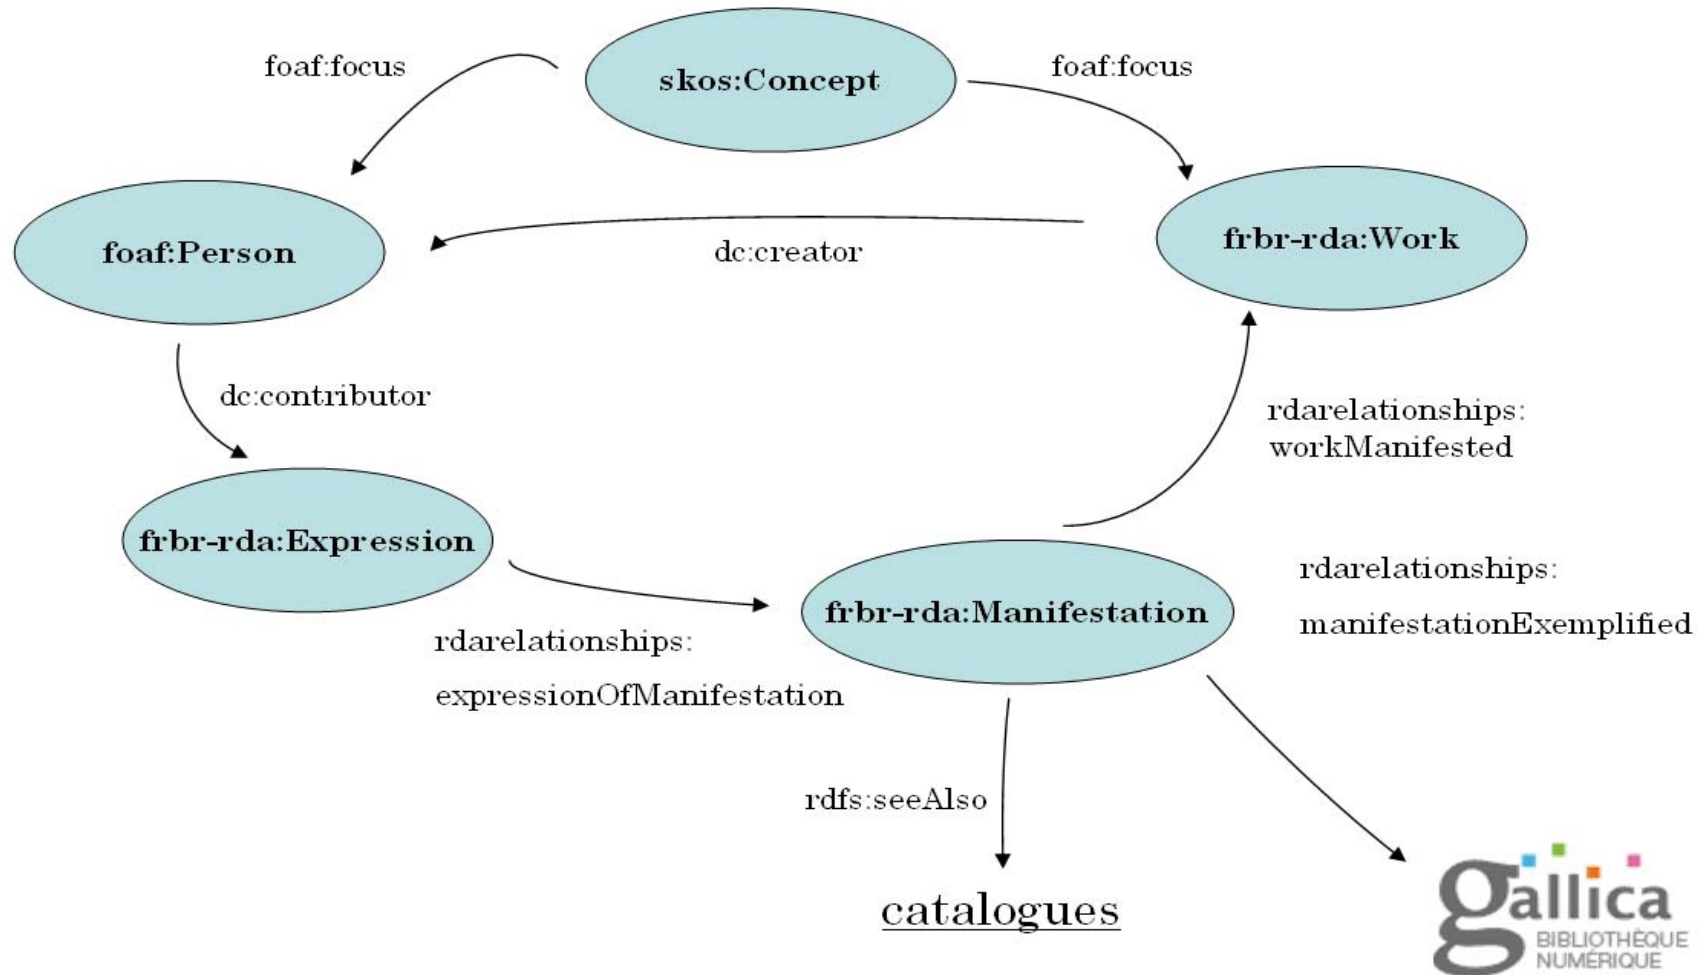 foaf:focus
skos:Concept
foaf:focus
foaf:Person
dc:creator
frbr-rda:Work
dc:contributor
rdarelationships:
workManifested
frbr-rda:Expression
rdarelationships:
manifestationExemplified
frbr-rda:Manifestation
rdarelationships:
expressionOfManifestation
rdfs:seeAlso
catalogues
gallica
BIBLIOTHÈQUE
NUMÉRIQUE